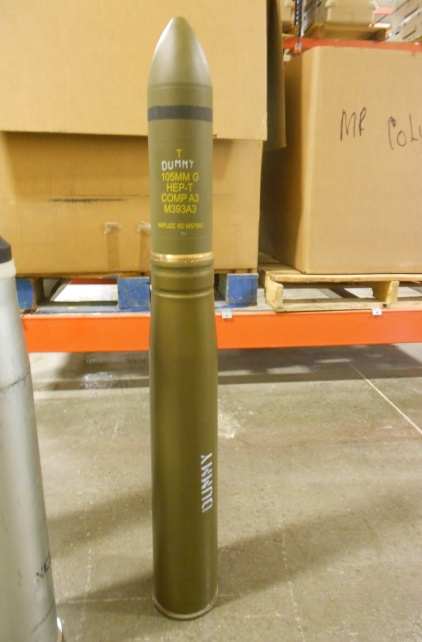 T
DUMMY
105MM G
HEP-T
COMP A3
M393A3
DUMMY
MR COL